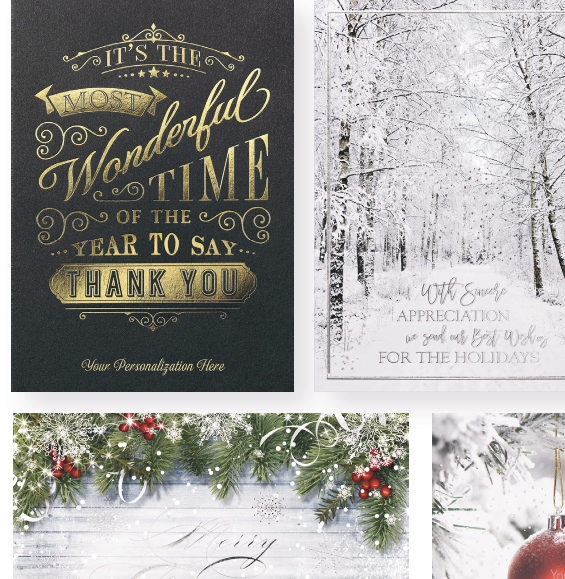 IT'S THE
MOST
Wonderful
TIME
OF THE
YEAR TO SAY
THANK YOU
Your Personalization Here
With Sincere
APPRECIATION
we send our Best Wishes
FOR THE HOLIDAYS
Merry